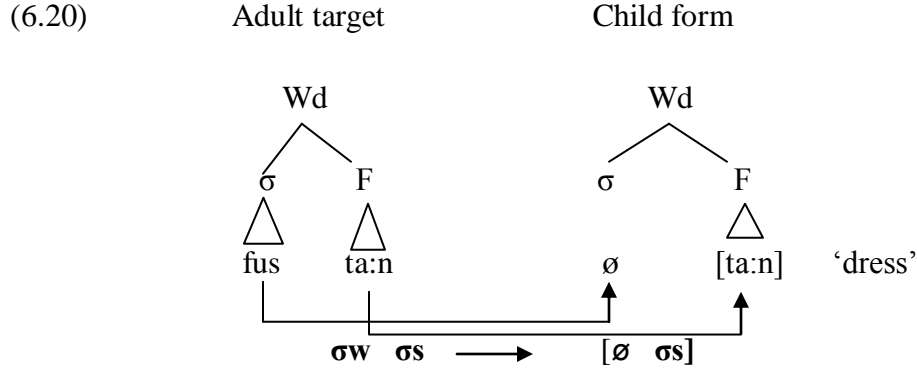 (6.20) Adult target Child form
Wd Wd
σ F σ F
fus ta:n ø [ta:n] ‘dress’
σw σs [ø σs]